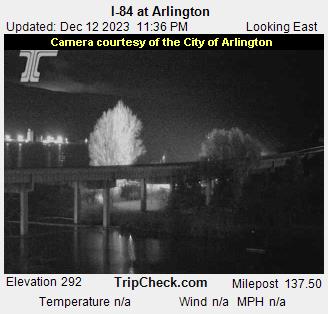 I-84 at Arlington
Updated: Dec 12 2023 11:36 PM Looking East
Camera courtesy of the City of Arlington
Elevation 292 TripCheck.com Milepost 137.50
Temperature n/a Wind n/a MPH n/a